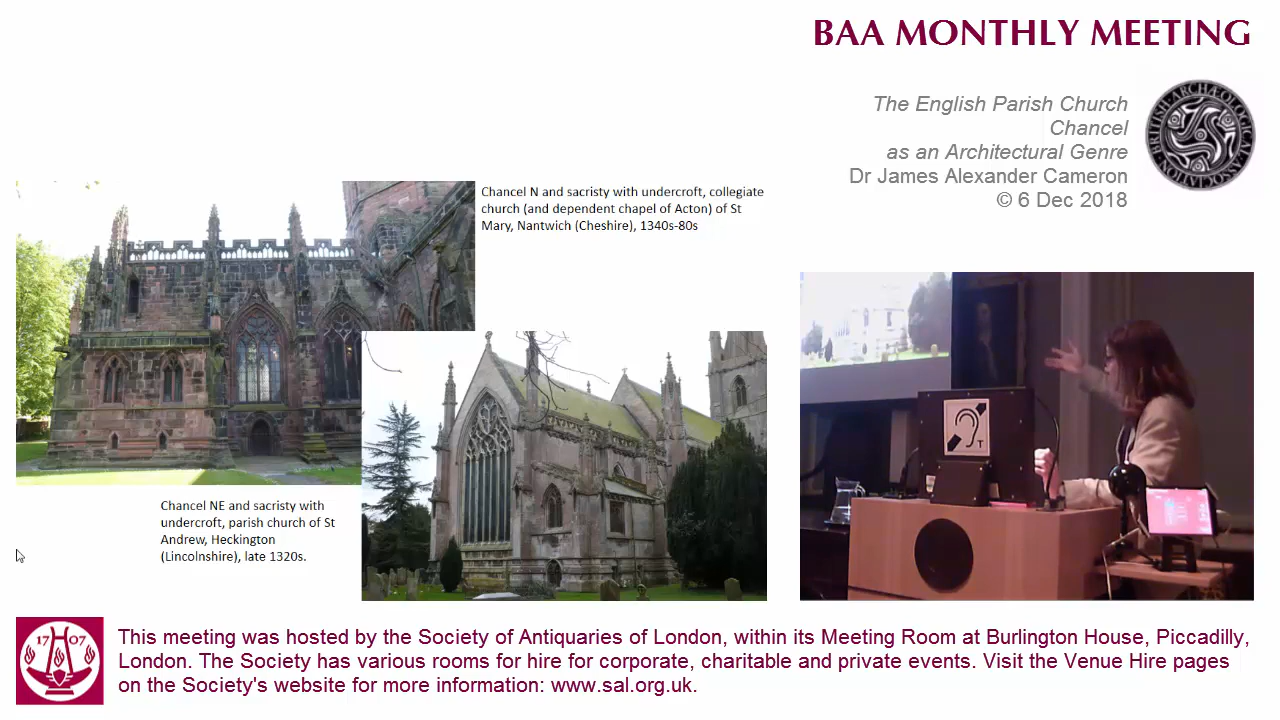 BAA MONTHLY MEETING
The English Parish Church
Chancel
as an Architectural Genre
Dr James Alexander Cameron
© 6 Dec 2018
BRITISH ARCHÆOLOGICAL ASSOCIATION
Chancel N and sacristy with undercroft, collegiate
church (and dependent chapel of Acton) of St
Mary, Nantwich (Cheshire), 1340s-80s
Chancel NE and sacristy with
undercroft, parish church of St
Andrew, Heckington
(Lincolnshire), late 1320s.
T
17 07
This meeting was hosted by the Society of Antiquaries of London, within its Meeting Room at Burlington House, Piccadilly,
London. The Society has various rooms for hire for corporate, charitable and private events. Visit the Venue Hire pages
on the Society's website for more information: www.sal.org.uk.